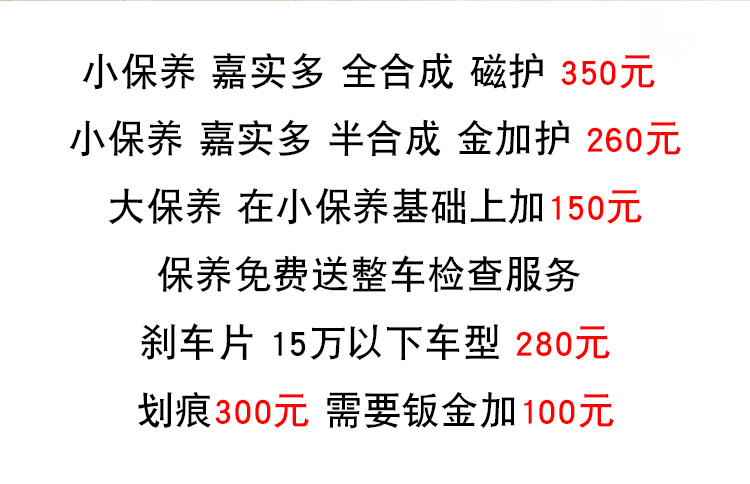 小保养 嘉实多 全合成 磁护 350元
小保养 嘉实多 半合成 金加护 260元
大保养 在小保养基础上加150元
保养免费送整车检查服务
刹车片 15万以下车型 280元
划痕300元 需要钣金加100元